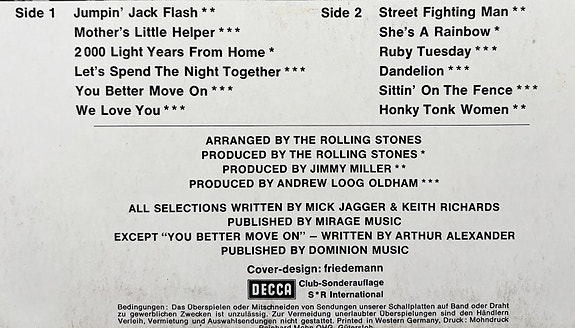 Side 1 Jumpin' Jack Flash **
Mother's Little Helper ***
2000 Light Years From Home *
Let's Spend The Night Together ***
You Better Move On ***
We Love You ***
Side 2 Street Fighting Man **
She's A Rainbow *
Ruby Tuesday ***
Dandelion ***
Sittin' On The Fence ***
Honky Tonk Women **
ARRANGED BY THE ROLLING STONES
PRODUCED BY THE ROLLING STONES *
PRODUCED BY JIMMY MILLER **
PRODUCED BY ANDREW LOOG OLDHAM ***
ALL SELECTIONS WRITTEN BY MICK JAGGER & KEITH RICHARDS
PUBLISHED BY MIRAGE MUSIC
EXCEPT "YOU BETTER MOVE ON" – WRITTEN BY ARTHUR ALEXANDER
PUBLISHED BY DOMINION MUSIC
Cover-design: friedemann
DECCA Club-Sonderauflage
S*R International
Bedingungen: Das Überspielen oder Mitschneiden von Sendungen unserer Schallplatten auf Band oder Draht
zu gewerblichen Zwecken ist unzulässig. Zur Vermeidung unerlaubter Überspielungen sind den Händlern
Verleih, Vermietung und Auswahlsendungen nicht gestattet. Printed in Western Germany, Druck: Mohndruck
Reinhard Mohn OHG, Gütersloh